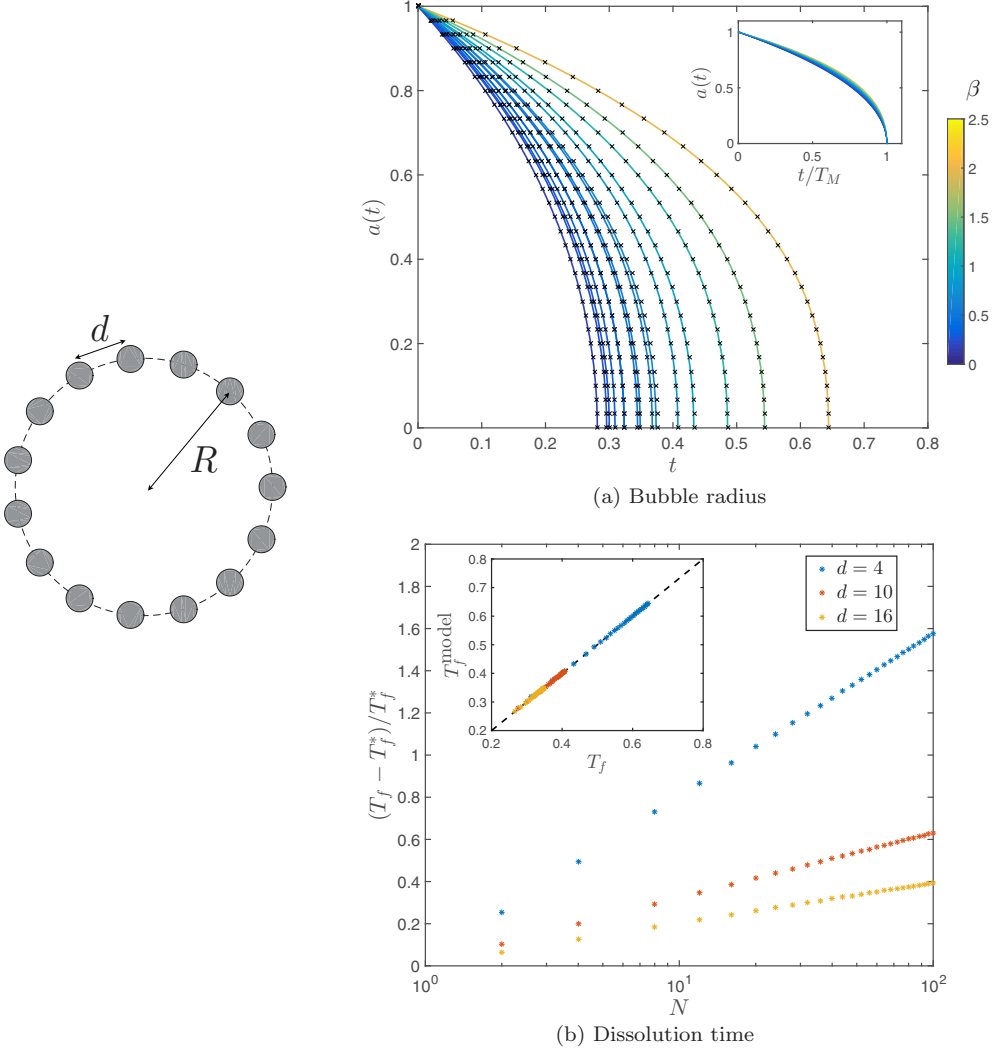 d
R
1
0.8
0.6
0.4
0.2
0
a(t)
0 0.1 0.2 0.3 0.4 0.5 0.6 0.7 0.8
t
1
0.5
0
a(t)
0 0.5 1
t/T_M
β
2.5
2
1.5
1
0.5
0
(a) Bubble radius
2
1.8
1.6
1.4
1.2
1
0.8
0.6
0.4
0.2
0
(T_f − T_f^*)/T_f^*
10^0 10^1 10^2
N
0.8
0.7
0.6
0.5
0.4
0.3
0.2
T_f^model
0.2 0.4 0.6 0.8
T_f
d = 4
d = 10
d = 16
(b) Dissolution time